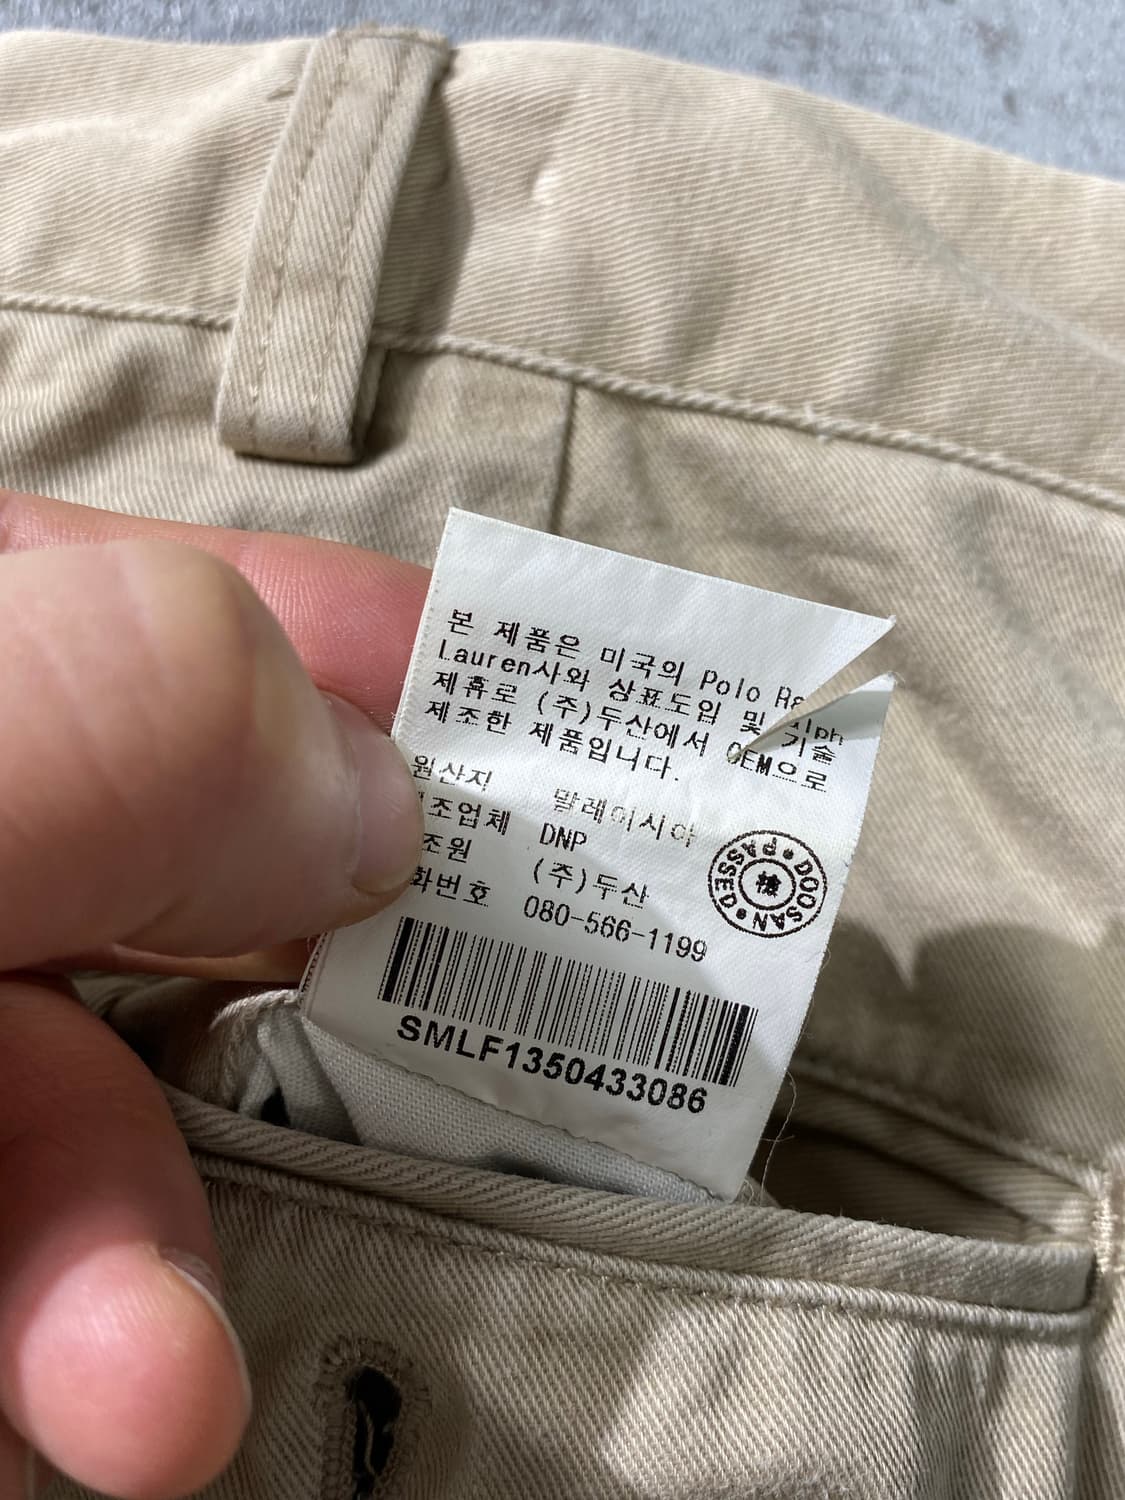 본 제품은 미국의 Polo Ralph
Lauren사와 상표도입 및 기술
제휴로 (주)두산에서 OEM으로
제조한 제품입니다.
원산지 말레이시아
조업체 DNP
조원 (주)두산
화번호 080-566-1199
DOOSAN • PASSED •
檢
SMLF1350433086